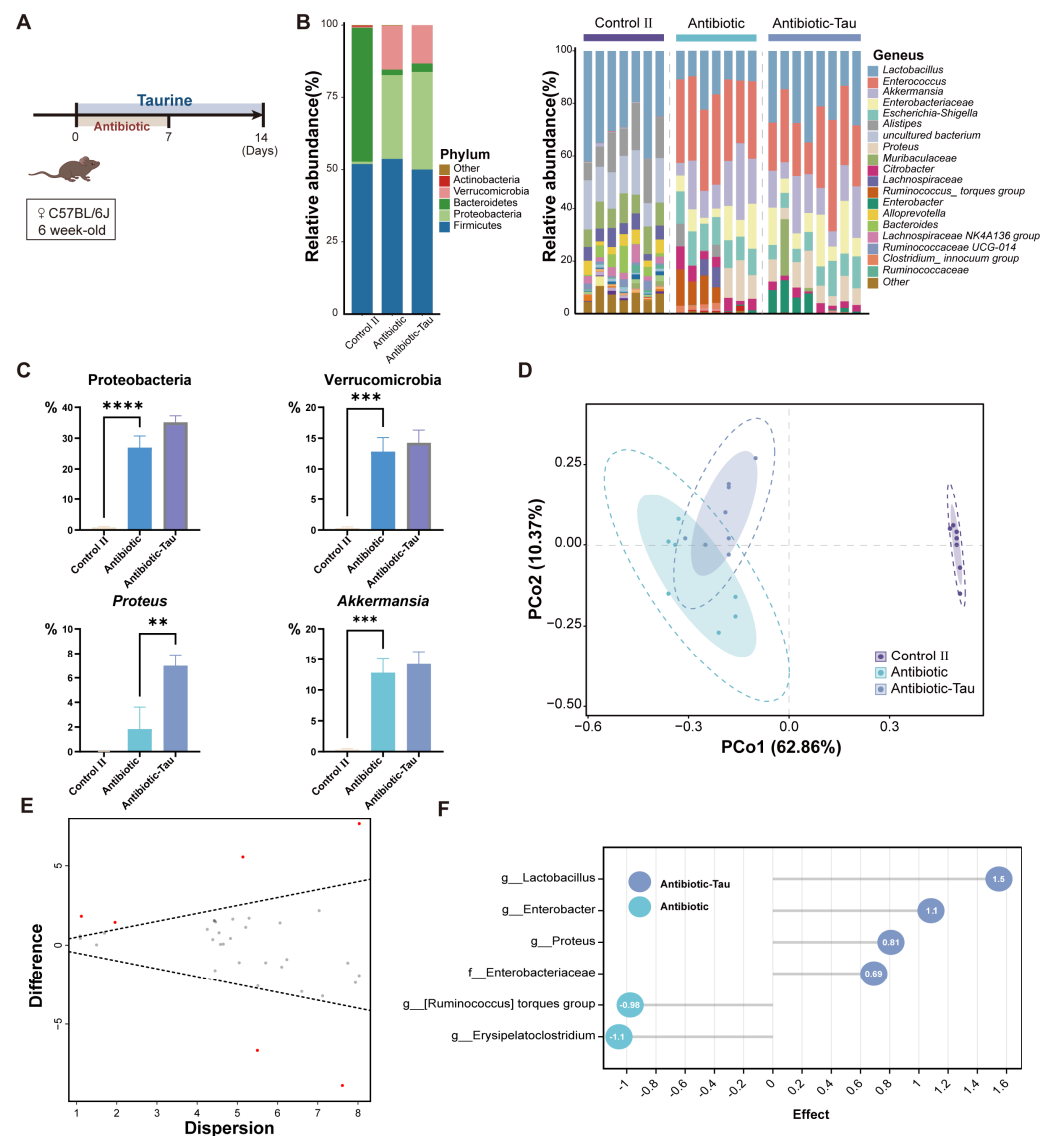 A
Taurine
Antibiotic
0
7
14
(Days)
♀ C57BL/6J
6 week-old
B
Relative abundance(%)
100
75
50
25
0
Control II
Antibiotic
Antibiotic-Tau
Phylum
Other
Actinobacteria
Verrucomicrobia
Bacteroidetes
Proteobacteria
Firmicutes
Control II
Antibiotic
Antibiotic-Tau
Relative abundance(%)
100
80
60
40
20
0
Geneus
Lactobacillus
Enterococcus
Akkermansia
Enterobacteriaceae
Escherichia-Shigella
Alistipes
uncultured bacterium
Proteus
Muribaculaceae
Citrobacter
Lachnospiraceae
Ruminococcus_ torques group
Enterobacter
Alloprevotella
Bacteroides
Lachnospiraceae NK4A136 group
Ruminococcaceae UCG-014
Clostridium_ innocuum group
Ruminococcaceae
Other
C
Proteobacteria
%
40
30
20
10
0
****
Control II
Antibiotic
Antibiotic-Tau
Verrucomicrobia
%
20
15
10
5
0
***
Control II
Antibiotic
Antibiotic-Tau
Proteus
%
10
8
6
4
2
0
**
Control II
Antibiotic
Antibiotic-Tau
Akkermansia
%
20
15
10
5
0
***
Control II
Antibiotic
Antibiotic-Tau
D
PCo2 (10.37%)
0.25
0.00
−0.25
−0.50
−0.6
−0.3
0.0
0.3
PCo1 (62.86%)
Control II
Antibiotic
Antibiotic-Tau
E
Difference
5
0
−5
1
2
3
4
5
6
7
8
Dispersion
F
g__Lactobacillus
g__Enterobacter
g__Proteus
f__Enterobacteriaceae
g__[Ruminococcus] torques group
g__Erysipelatoclostridium
Antibiotic-Tau
Antibiotic
1.5
1.1
0.81
0.69
-0.98
-1.1
-1
-0.8
-0.6
-0.4
-0.2
0
0.2
0.4
0.6
0.8
1
1.2
1.4
1.6
Effect